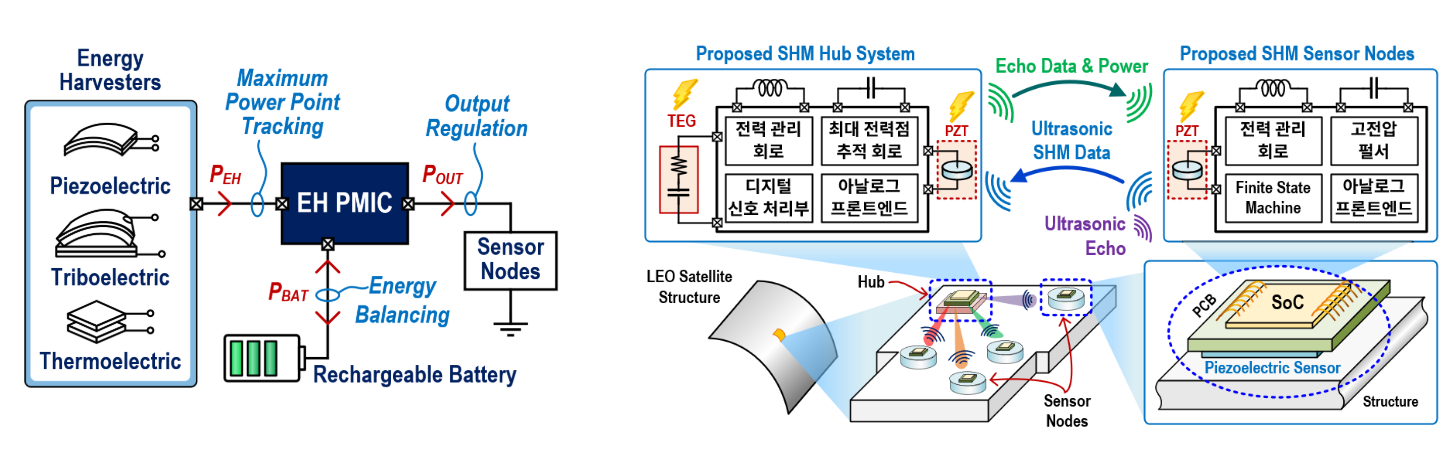 Energy
Harvesters
Piezoelectric
Triboelectric
Thermoelectric
Maximum
Power Point
Tracking
P_EH
EH PMIC
P_OUT
Output
Regulation
Sensor
Nodes
P_BAT
Energy
Balancing
Rechargeable Battery
Proposed SHM Hub System
TEG
전력 관리
회로
최대 전력점
추적 회로
디지털
신호 처리부
아날로그
프론트엔드
PZT
Echo Data & Power
Ultrasonic
SHM Data
Ultrasonic
Echo
Proposed SHM Sensor Nodes
PZT
전력 관리
회로
고전압
펄서
Finite State
Machine
아날로그
프론트엔드
LEO Satellite
Structure
Hub
Sensor
Nodes
PCB
SoC
Piezoelectric Sensor
Structure